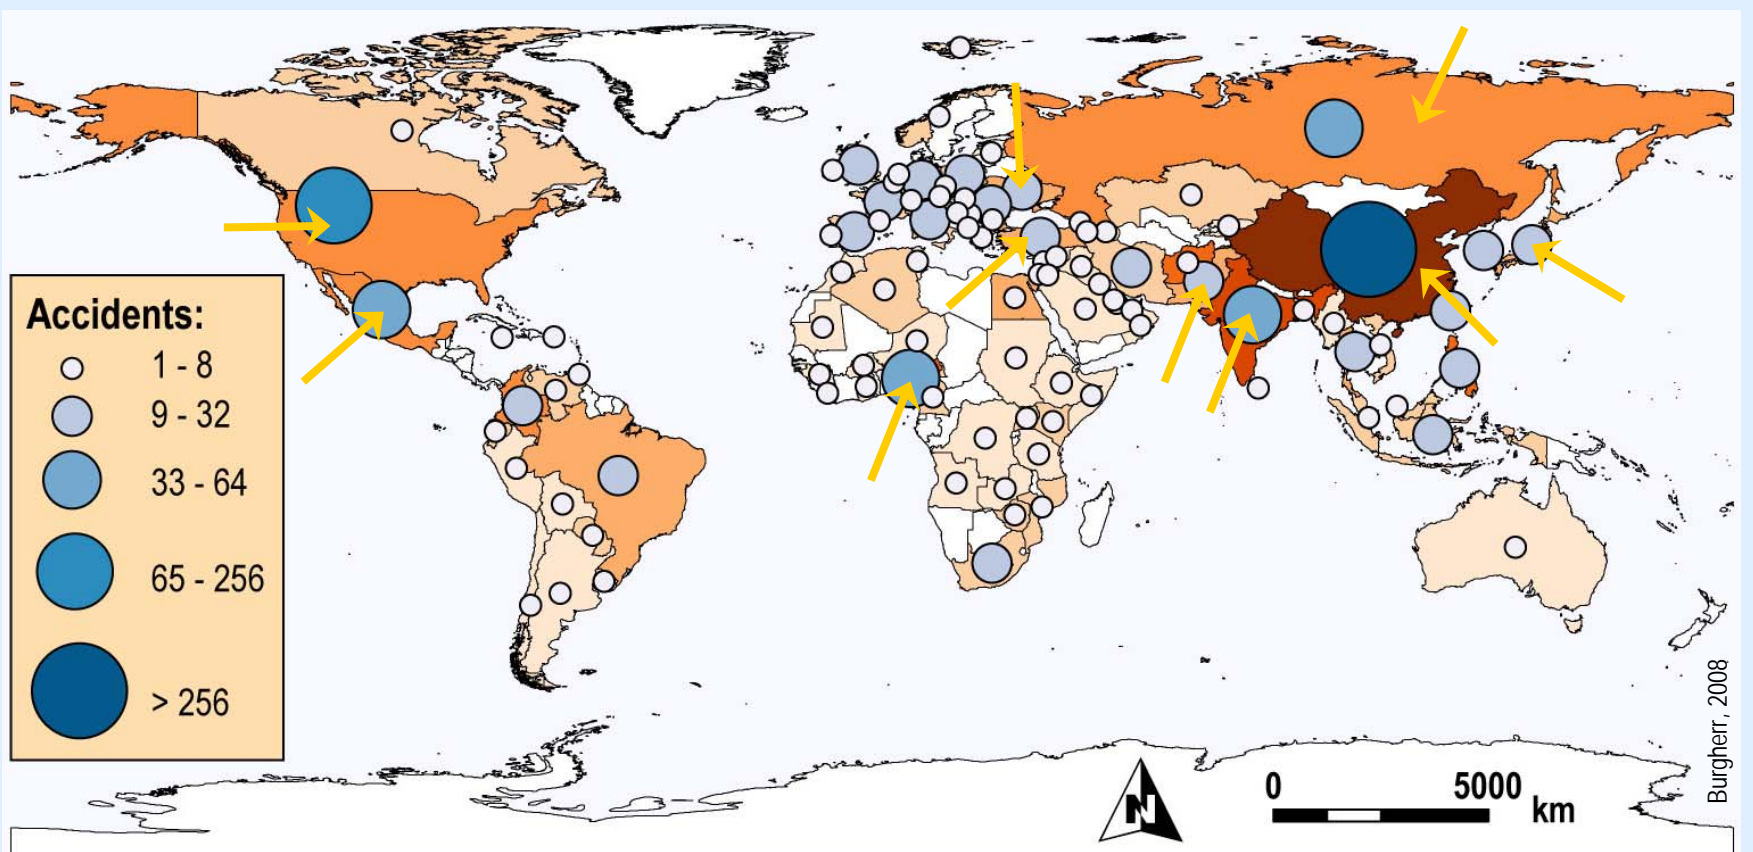 Accidents:
1 - 8
9 - 32
33 - 64
65 - 256
> 256
N
0 5000
km
Burgherr, 2008